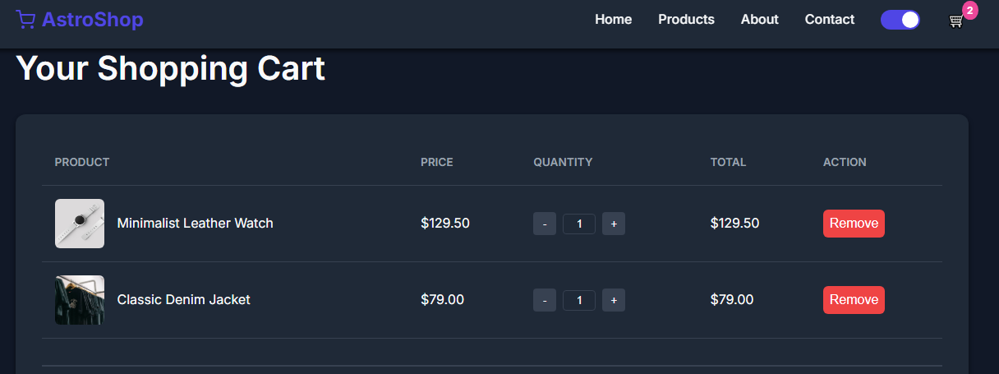 AstroShop Home Products About Contact 2
Your Shopping Cart
PRODUCT PRICE QUANTITY TOTAL ACTION
Minimalist Leather Watch $129.50 - 1 + $129.50 Remove
Classic Denim Jacket $79.00 - 1 + $79.00 Remove